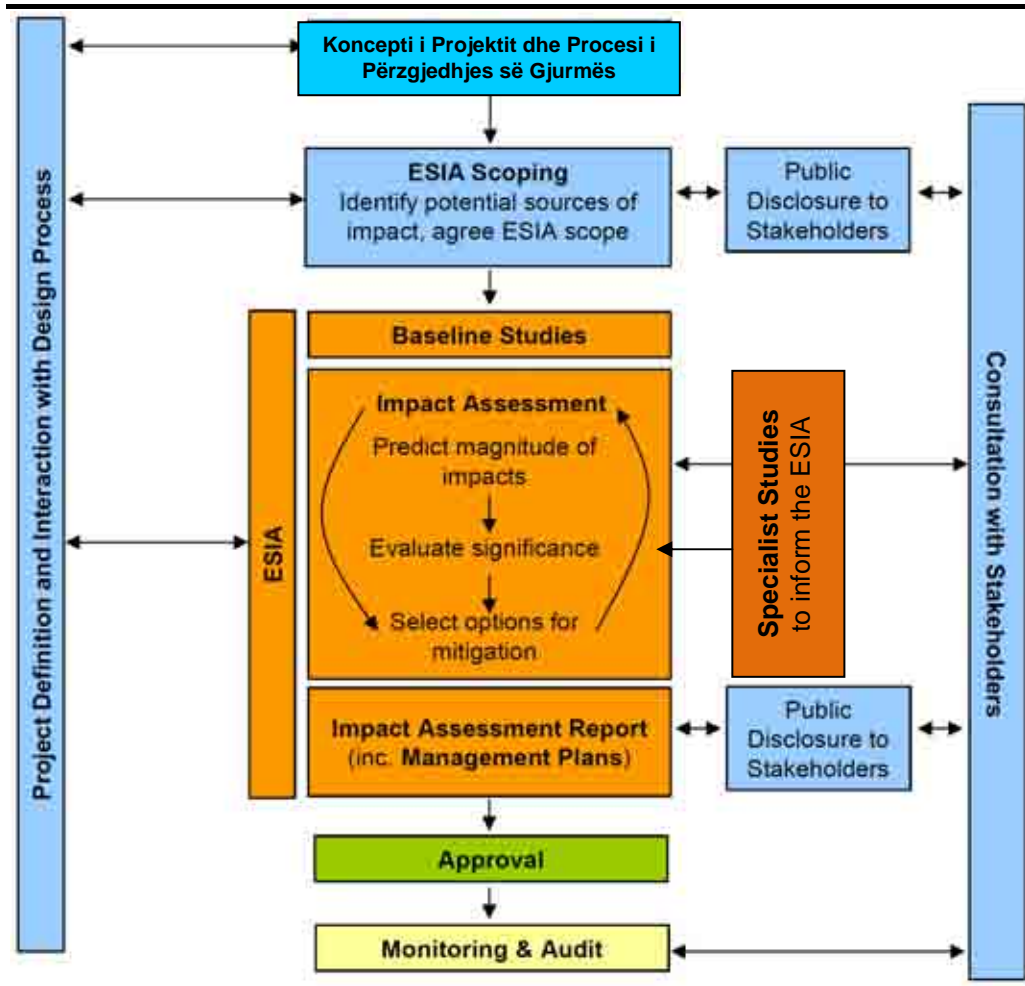 Koncepti i Projektit dhe Procesi i
Përzgjedhjes së Gjurmës
Project Definition and Interaction with Design Process
ESIA Scoping
Identify potential sources of
impact, agree ESIA scope
Public
Disclosure to
Stakeholders
Consultation with Stakeholders
ESIA
Baseline Studies
Impact Assessment
Predict magnitude of
impacts
Evaluate significance
Select options for
mitigation
Specialist Studies
to inform the ESIA
Impact Assessment Report
(inc. Management Plans)
Public
Disclosure to
Stakeholders
Approval
Monitoring & Audit